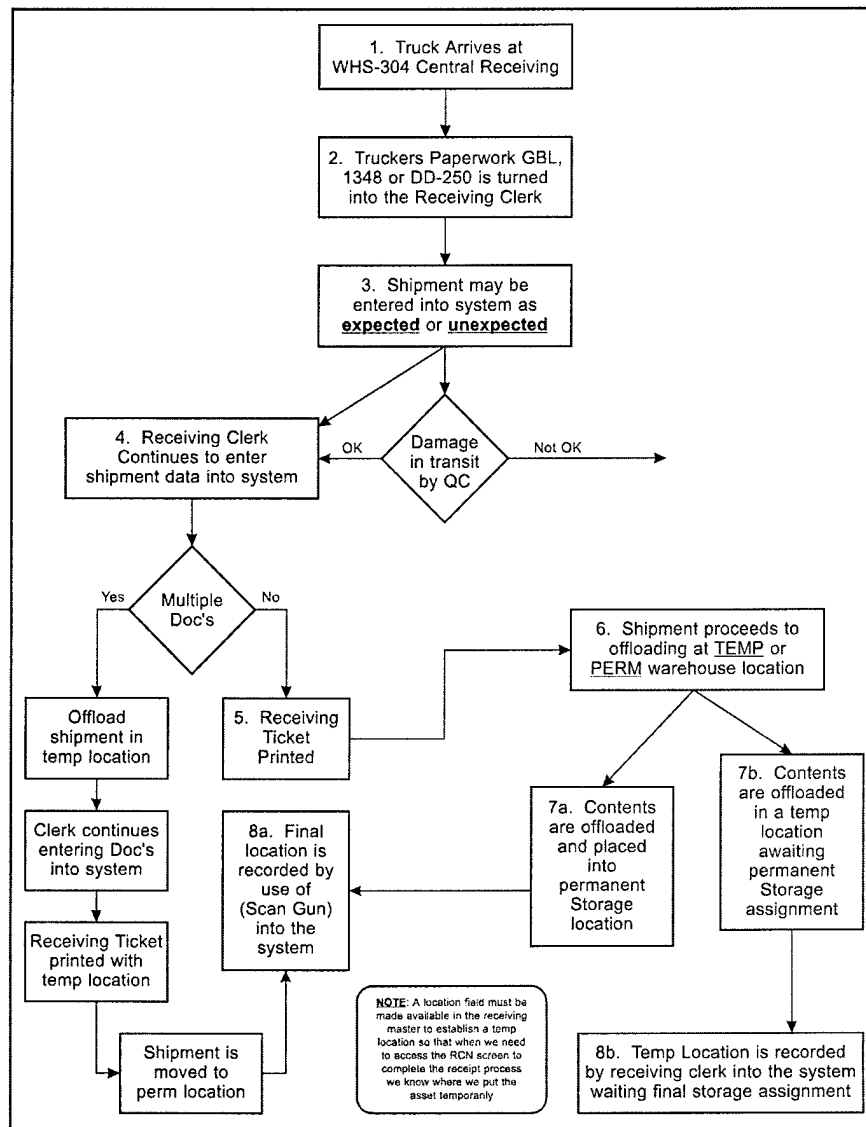 1. Truck Arrives at
WHS-304 Central Receiving
2. Truckers Paperwork GBL,
1348 or DD-250 is turned
into the Receiving Clerk
3. Shipment may be
entered into system as
expected or unexpected
4. Receiving Clerk
Continues to enter
shipment data into system
OK
Damage
in transit
by QC
Not OK
Yes
Multiple
Doc's
No
6. Shipment proceeds to
offloading at TEMP or
PERM warehouse location
Offload
shipment in
temp location
5. Receiving
Ticket
Printed
7a. Contents
are offloaded
and placed
into
permanent
Storage
location
7b. Contents
are offloaded
in a temp
location
awaiting
permanent
Storage
assignment
Clerk continues
entering Doc's
into system
8a. Final
location is
recorded by
use of
(Scan Gun)
into the
system
Receiving Ticket
printed with
temp location
Shipment is
moved to
perm location
NOTE: A location field must be
made available in the receiving
master to establish a temp
location so that when we need
to access the RCN screen to
complete the receipt process
we know where we put the
asset temporarily
8b. Temp Location is recorded
by receiving clerk into the system
waiting final storage assignment